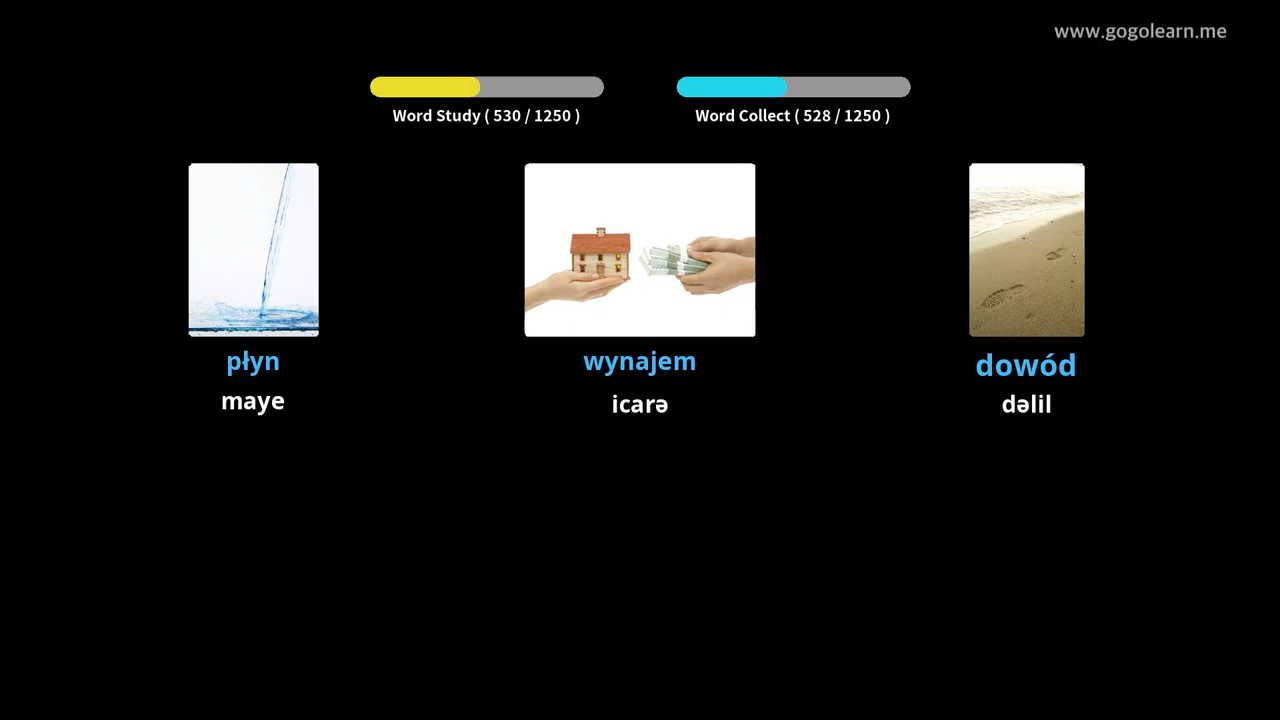 www.gogolearn.me
Word Study ( 530 / 1250 )
Word Collect ( 528 / 1250 )
płyn
maye
wynajem
icarə
dowód
dəlil